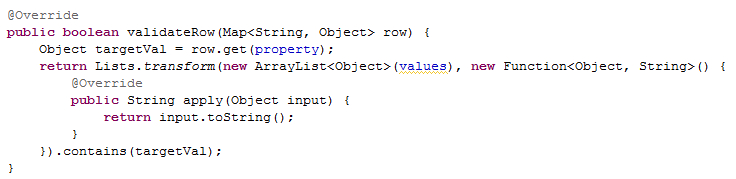 @Override
public boolean validateRow(Map<String, Object> row) {
    Object targetVal = row.get(property);
    return Lists.transform(new ArrayList<Object>(values), new Function<Object, String>() {
        @Override
        public String apply(Object input) {
            return input.toString();
        }
    }).contains(targetVal);
}